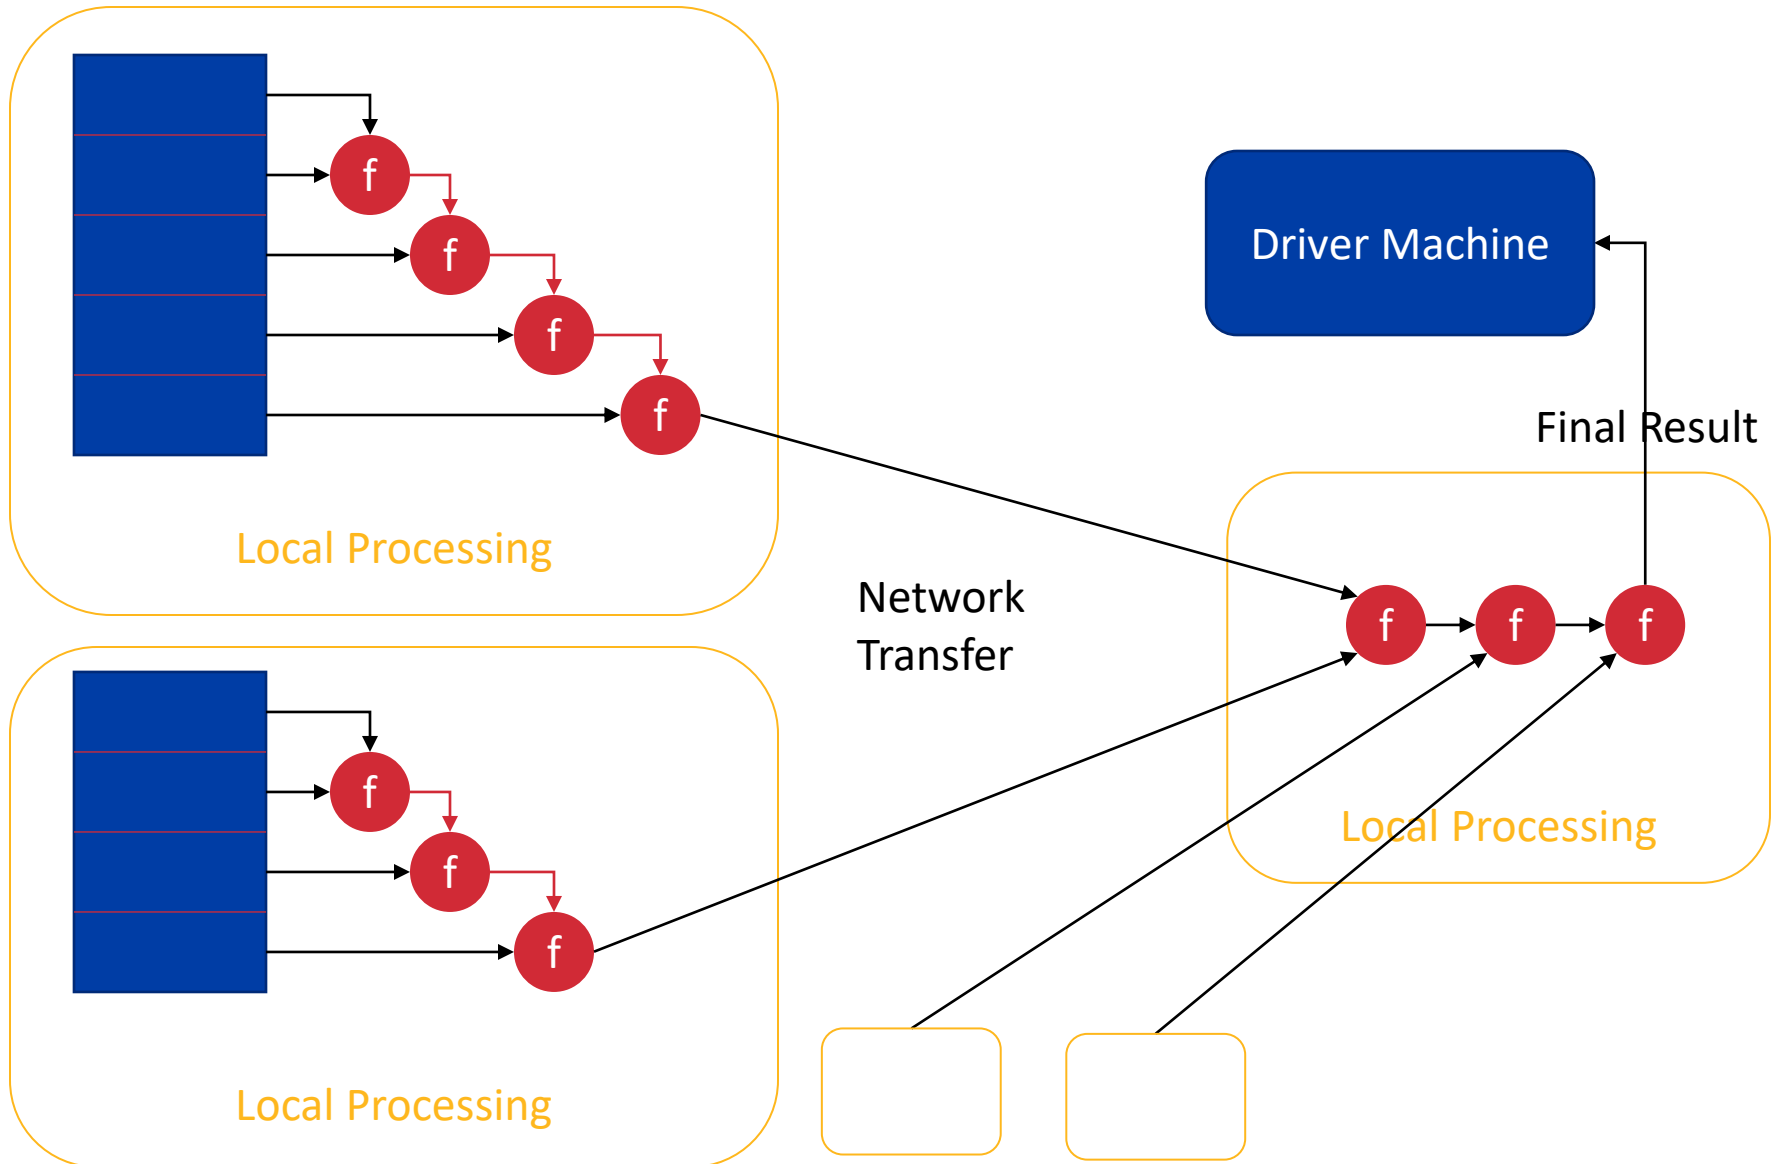 f
f
f
f
Local Processing
Driver Machine
Final Result
Network
Transfer
f
f
f
Local Processing
f
f
f
Local Processing